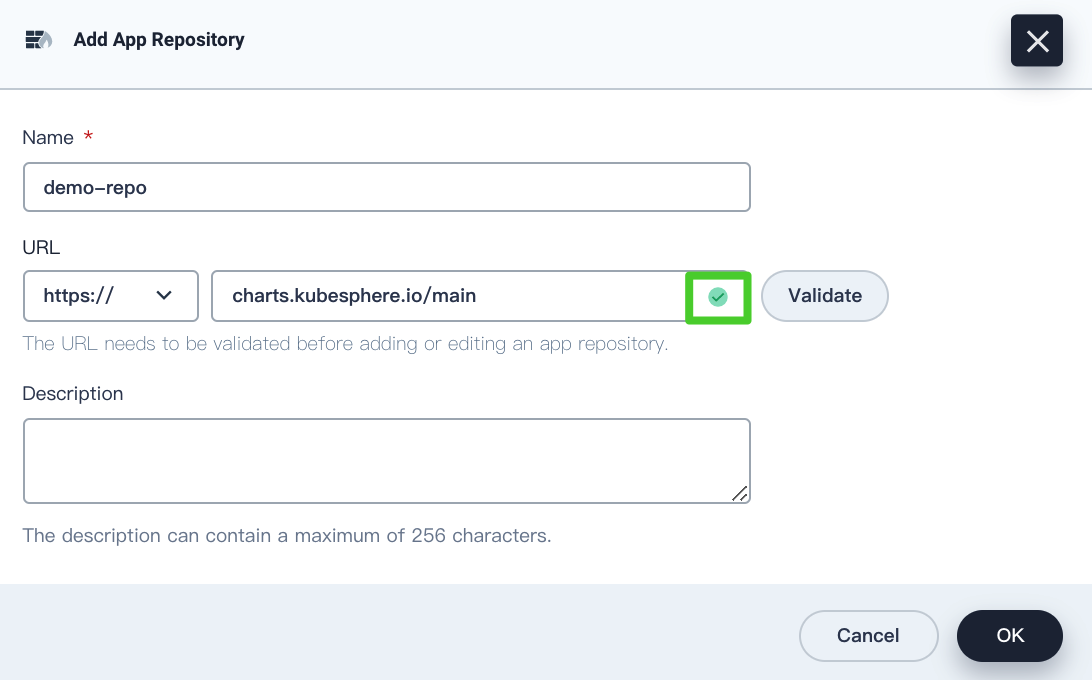 Add App Repository
Name *
demo-repo
URL
https://
charts.kubesphere.io/main
Validate
The URL needs to be validated before adding or editing an app repository.
Description
The description can contain a maximum of 256 characters.
Cancel
OK